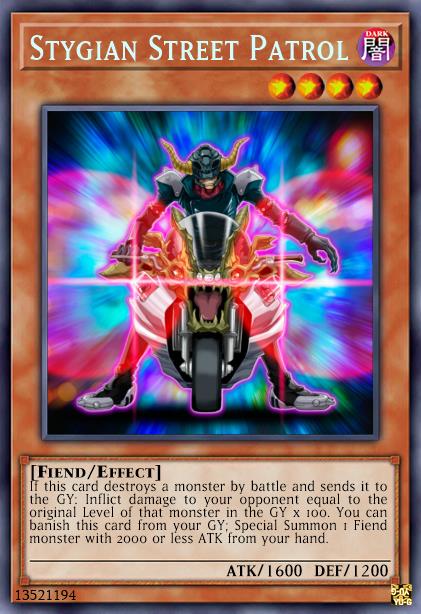 STYGIAN STREET PATROL
DARK
闇
[FIEND/EFFECT]
If this card destroys a monster by battle and sends it to
the GY: Inflict damage to your opponent equal to the
original Level of that monster in the GY x 100. You can
banish this card from your GY; Special Summon 1 Fiend
monster with 2000 or less ATK from your hand.
ATK/1600 DEF/1200
13521194